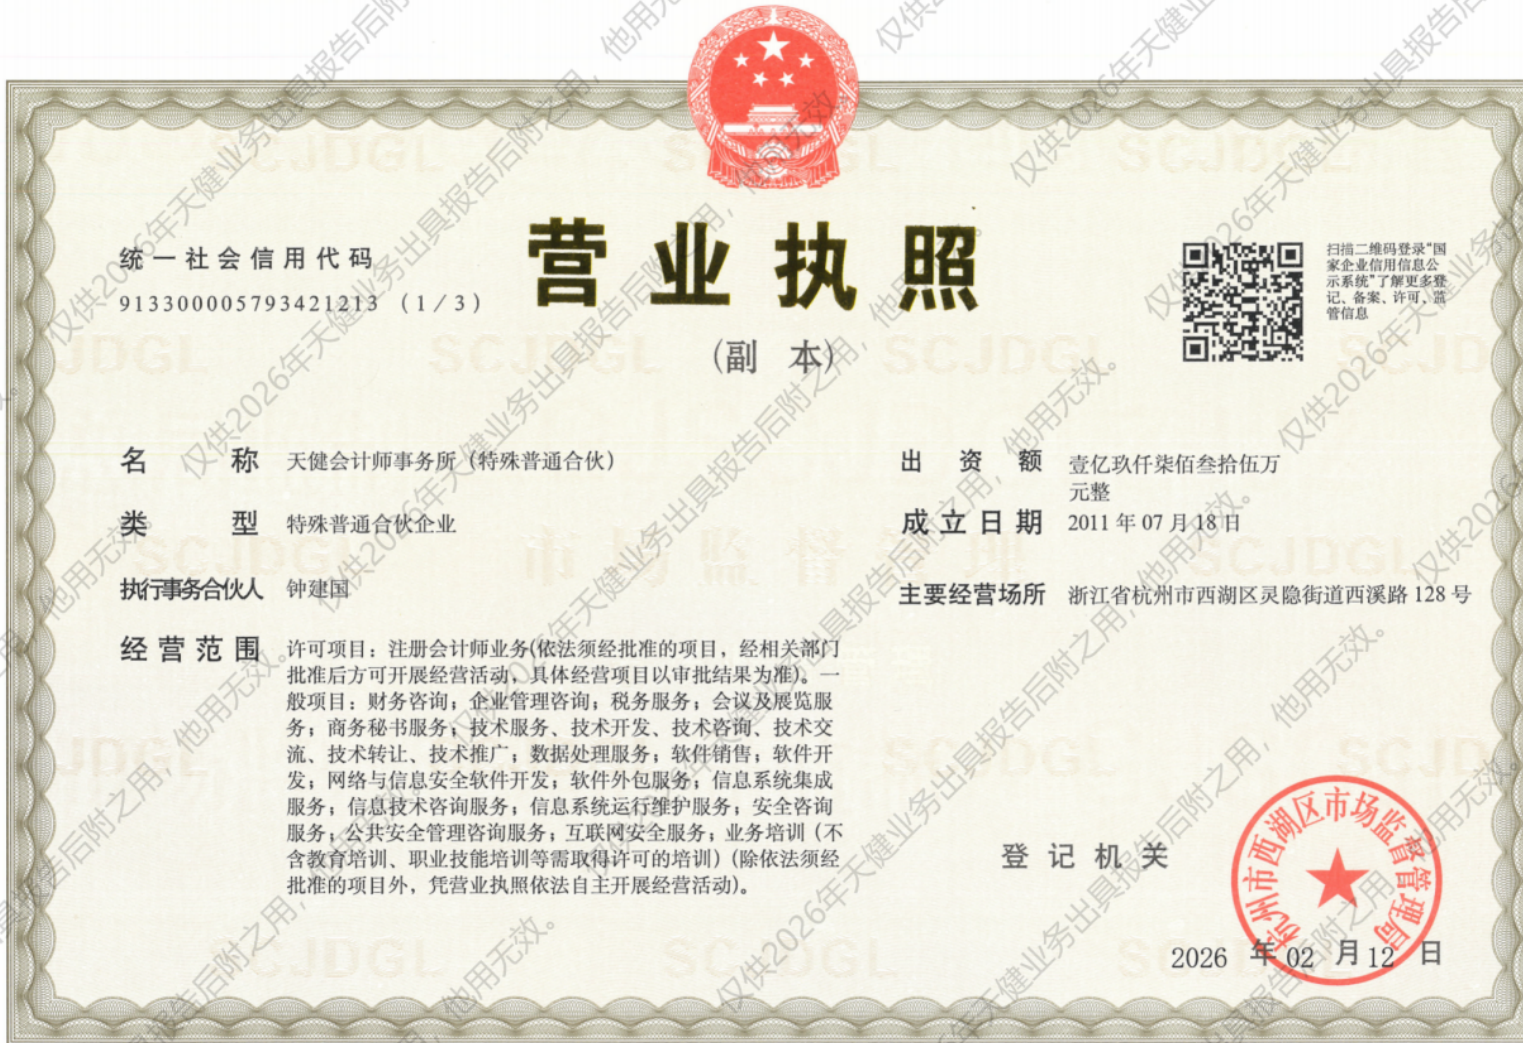 营业执照
(副 本)
统一社会信用代码
913300005793421213 (1/3)
扫描二维码登录“国
家企业信用信息公
示系统”了解更多登
记、备案、许可、监
管信息
名称 天健会计师事务所（特殊普通合伙）
类型 特殊普通合伙企业
执行事务合伙人 钟建国
经营范围 许可项目：注册会计师业务(依法须经批准的项目，经相关部门
批准后方可开展经营活动，具体经营项目以审批结果为准)。一
般项目：财务咨询；企业管理咨询；税务服务；会议及展览服
务；商务秘书服务；技术服务、技术开发、技术咨询、技术交
流、技术转让、技术推广；数据处理服务；软件销售；软件开
发；网络与信息安全软件开发；软件外包服务；信息系统集成
服务；信息技术咨询服务；信息系统运行维护服务；安全咨询
服务；公共安全管理咨询服务；互联网安全服务；业务培训（不
含教育培训、职业技能培训等需取得许可的培训）(除依法须经
批准的项目外，凭营业执照依法自主开展经营活动)。
出资额 壹亿玖仟柒佰叁拾伍万
元整
成立日期 2011年07月18日
主要经营场所 浙江省杭州市西湖区灵隐街道西溪路128号
登记机关
杭州市西湖区市场监督管理局
2026 年 02 月 12 日
仅供2026年天健业务出具报告后附之用，他用无效。
SCJDGL
市场监督管理